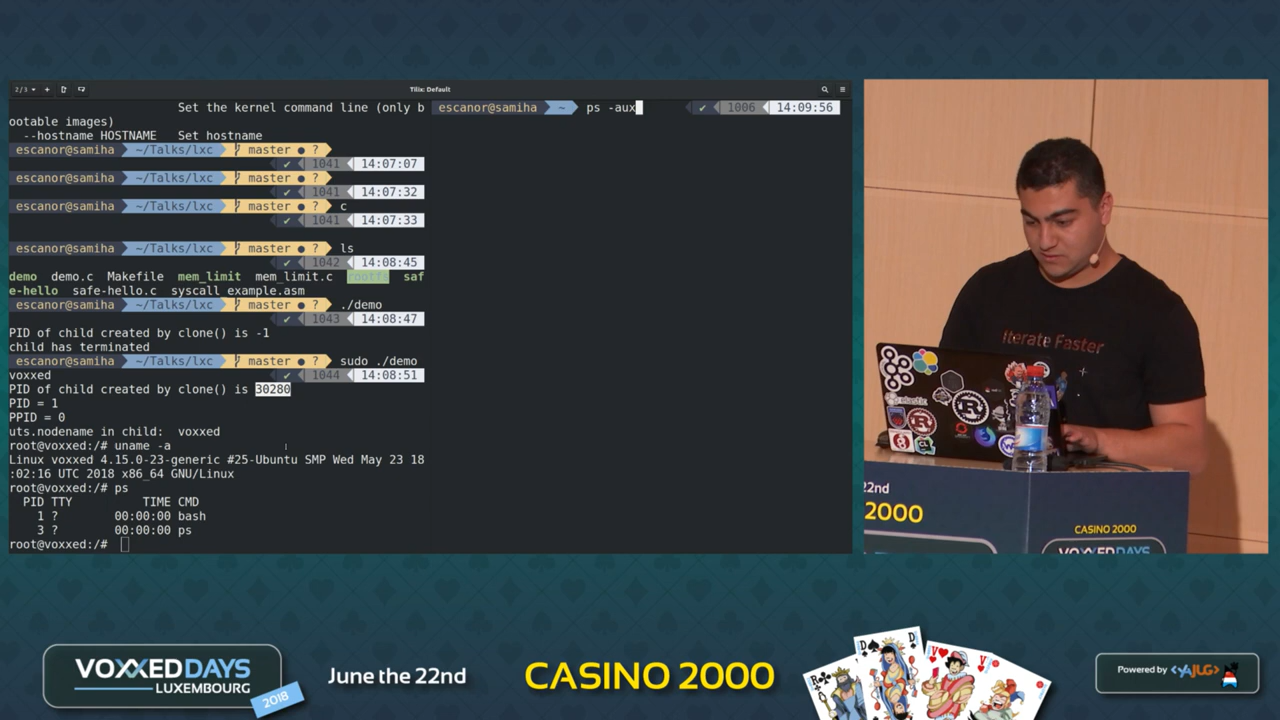 2/3
Tilix: Default
Set the kernel command line (only b
ootable images)
--hostname HOSTNAME   Set hostname
escanor@samiha ~/Talks/lxc master ● ?
✔ 1041 14:07:07
escanor@samiha ~/Talks/lxc master ● ?
✔ 1041 14:07:32
escanor@samiha ~/Talks/lxc master ● ? c
✔ 1041 14:07:33
escanor@samiha ~/Talks/lxc master ● ? ls
✔ 1042 14:08:45
demo  demo.c  Makefile  mem_limit  mem_limit.c  rootfs  saf
e-hello  safe-hello.c  syscall_example.asm
escanor@samiha ~/Talks/lxc master ● ? ./demo
✔ 1043 14:08:47
PID of child created by clone() is -1
child has terminated
escanor@samiha ~/Talks/lxc master ● ? sudo ./demo
voxxed ✔ 1044 14:08:51
PID of child created by clone() is 30280
PID = 1
PPID = 0
uts.nodename in child:  voxxed
root@voxxed:/# uname -a
Linux voxxed 4.15.0-23-generic #25-Ubuntu SMP Wed May 23 18
:02:16 UTC 2018 x86_64 GNU/Linux
root@voxxed:/# ps
PID TTY          TIME CMD
1 ?        00:00:00 bash
3 ?        00:00:00 ps
root@voxxed:/#
escanor@samiha ~ ps -aux ✔ 1006 14:09:56
Iterate Faster
22nd
2000
CASINO 2000
VOXXED DAYS
VOXXED DAYS
LUXEMBOURG
2018
June the 22nd
CASINO 2000
D
D
V
V
R
Powered by <YAJUG>